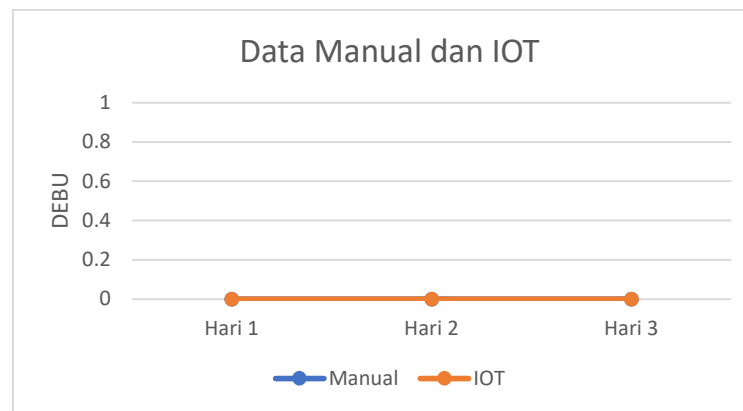 Data Manual dan IOT
1
0.8
0.6
0.4
0.2
0
DEBU
Hari 1 Hari 2 Hari 3
Manual IOT